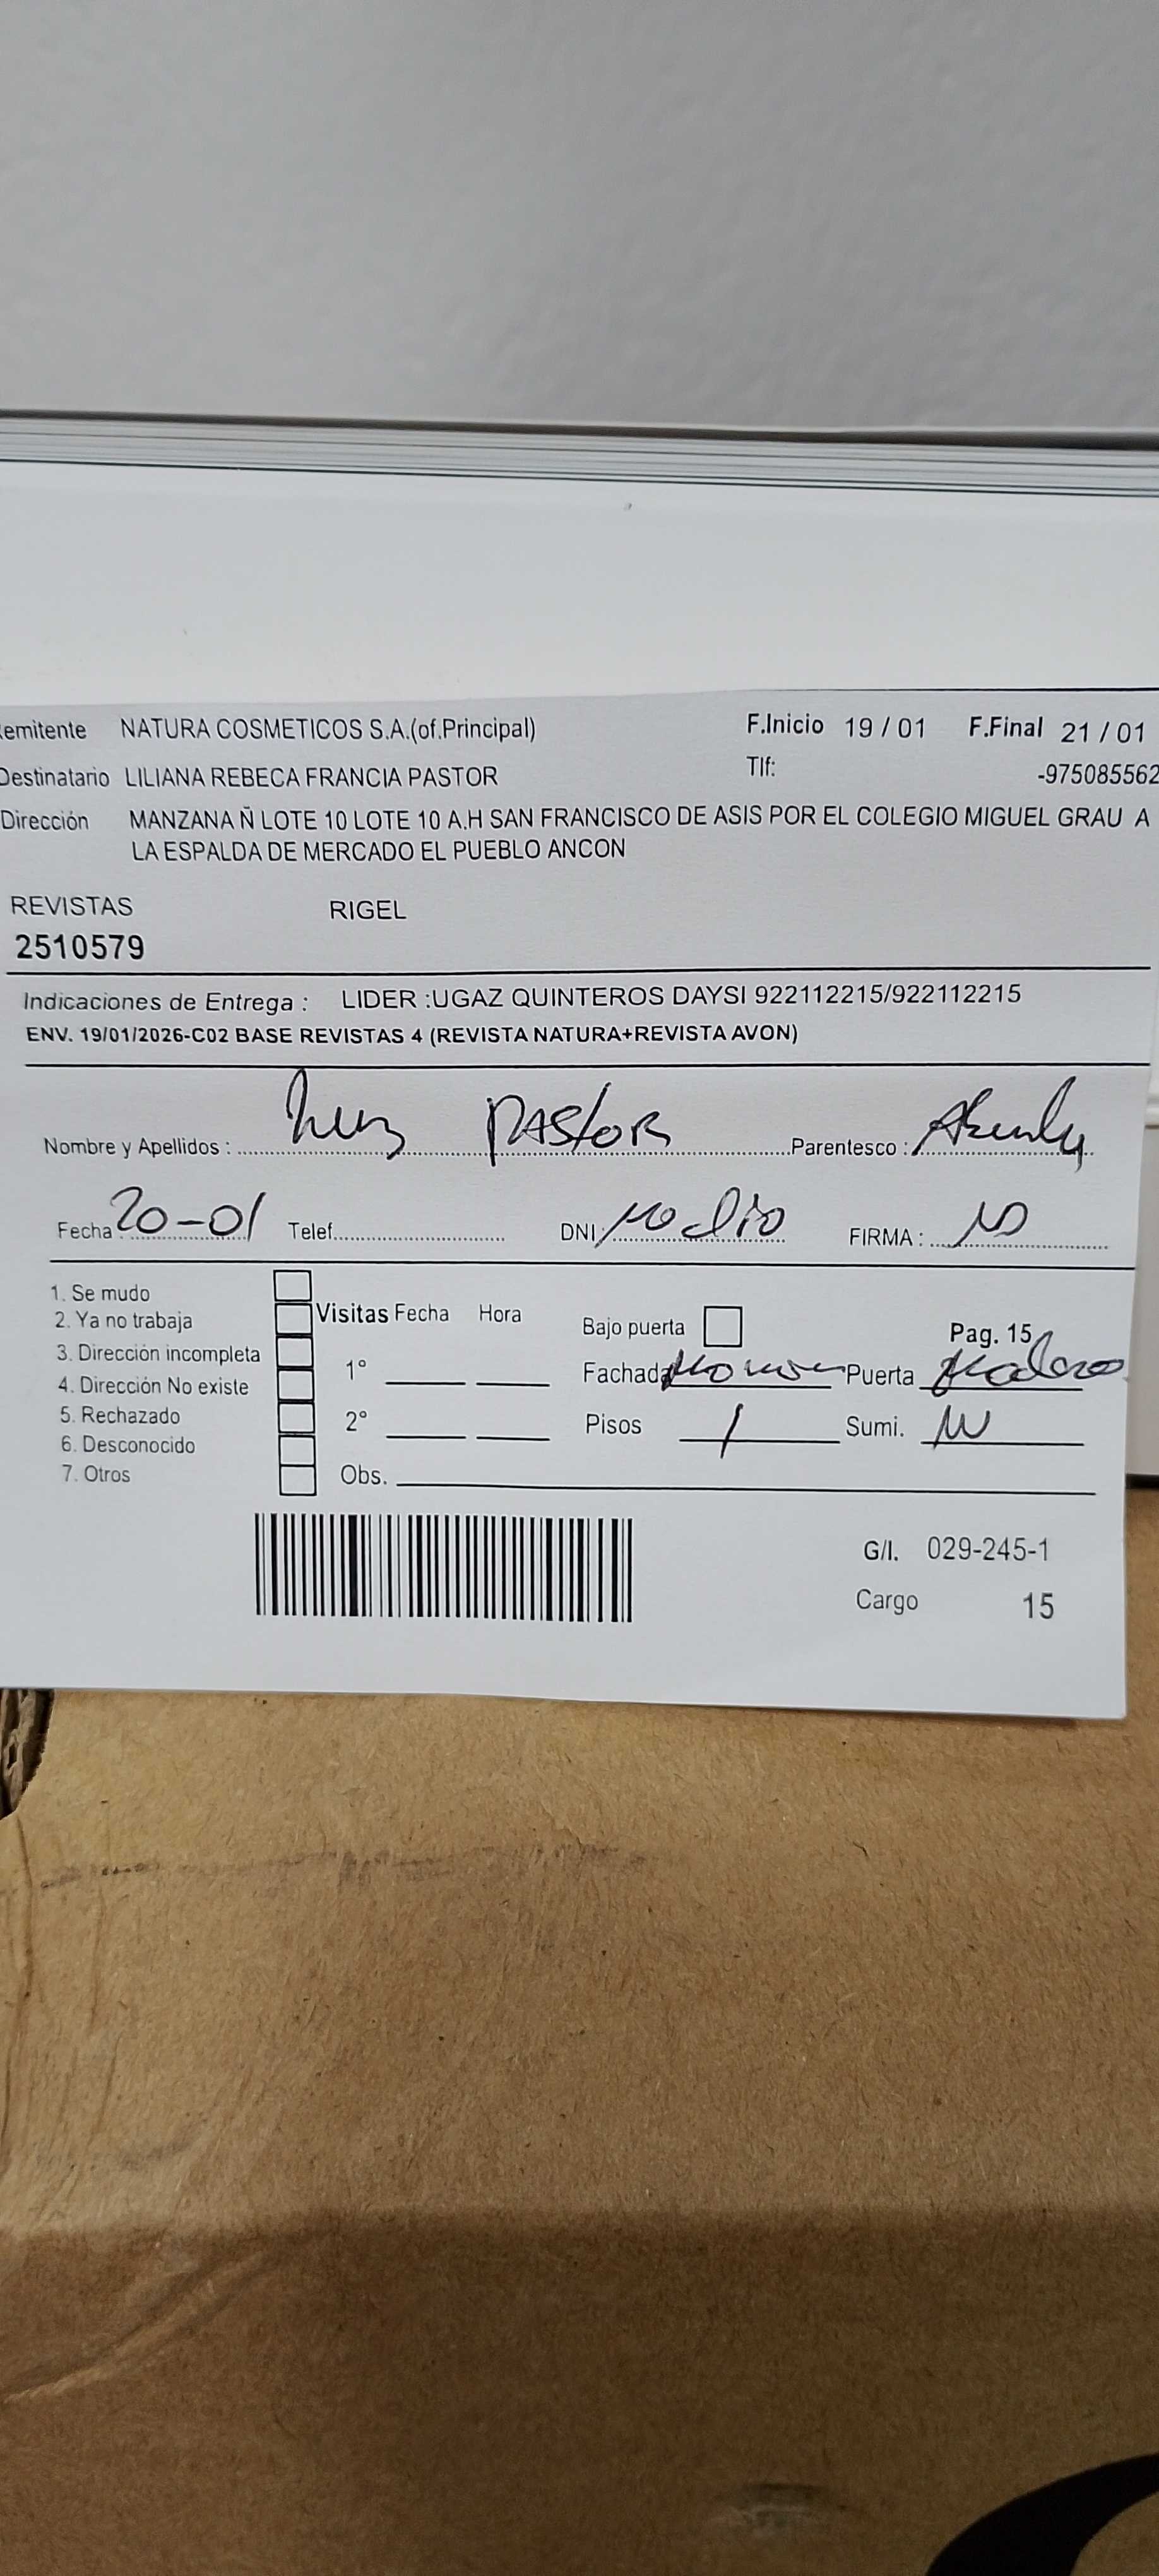 emitente NATURA COSMETICOS S.A.(of.Principal) F.Inicio 19 / 01 F.Final 21 / 01
Destinatario LILIANA REBECA FRANCIA PASTOR Tlf: -975085562
Dirección MANZANA Ñ LOTE 10 LOTE 10 A.H SAN FRANCISCO DE ASIS POR EL COLEGIO MIGUEL GRAU A
LA ESPALDA DE MERCADO EL PUEBLO ANCON
REVISTAS RIGEL
2510579
Indicaciones de Entrega : LIDER :UGAZ QUINTEROS DAYSI 922112215/922112215
ENV. 19/01/2026-C02 BASE REVISTAS 4 (REVISTA NATURA+REVISTA AVON)
Nombre y Apellidos : PASTOR Parentesco :
Fecha : 20-01 Telef. DNI: no dio FIRMA :
1. Se mudo
2. Ya no trabaja Visitas Fecha Hora Bajo puerta Pag. 15
3. Dirección incompleta
4. Dirección No existe 1° Fachada Puerta
5. Rechazado 2° Pisos 1 Sumi.
6. Desconocido
7. Otros Obs.
G/I. 029-245-1
Cargo 15